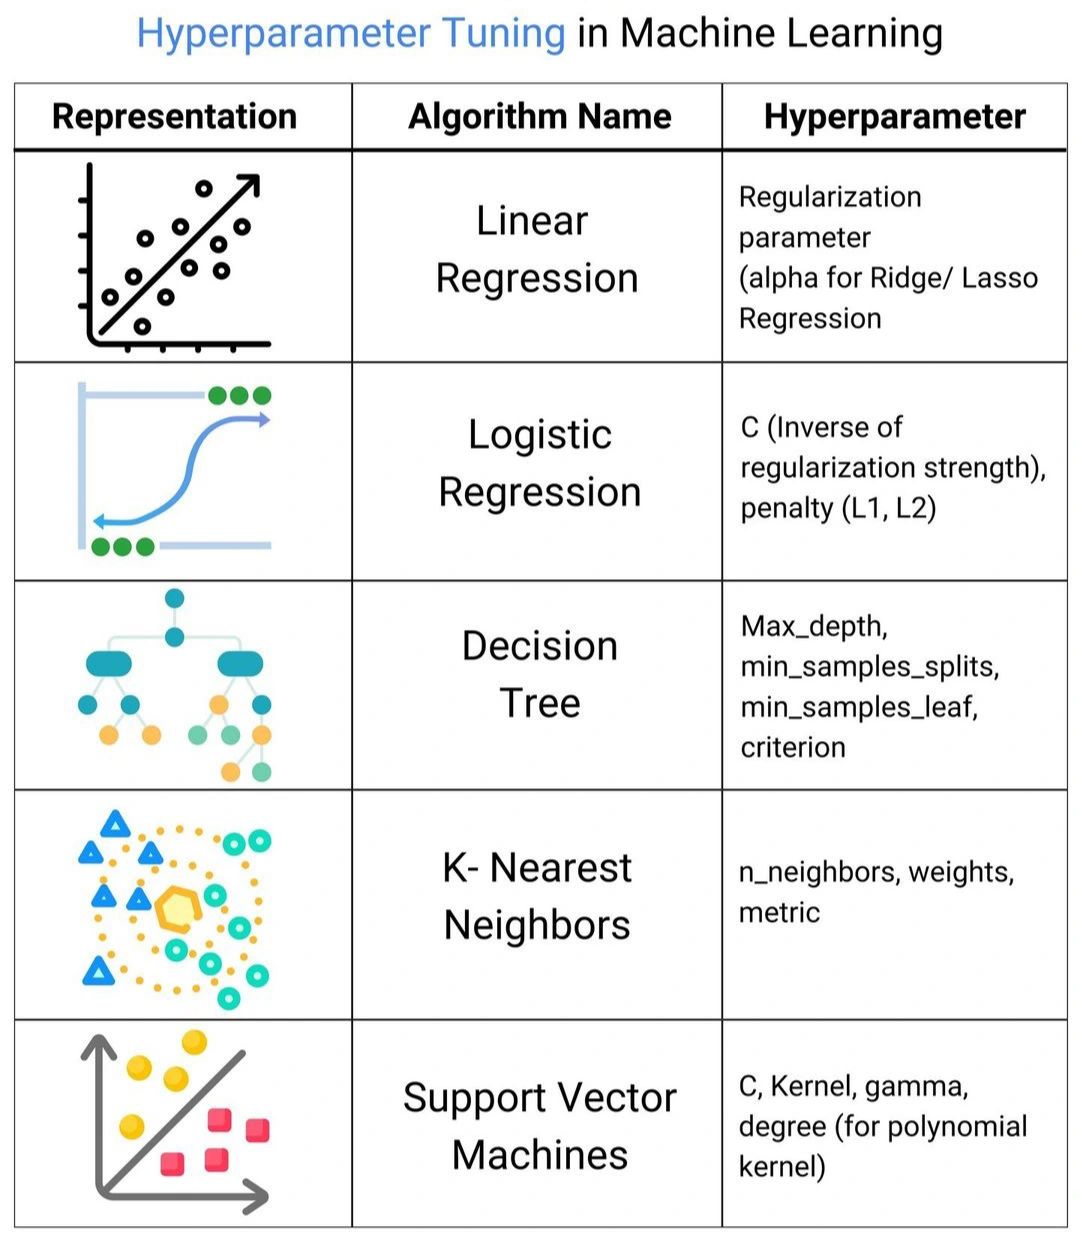 Hyperparameter Tuning in Machine Learning
Representation
Algorithm Name
Hyperparameter
Linear
Regression
Regularization
parameter
(alpha for Ridge/ Lasso
Regression
Logistic
Regression
C (Inverse of
regularization strength),
penalty (L1, L2)
Decision
Tree
Max_depth,
min_samples_splits,
min_samples_leaf,
criterion
K- Nearest
Neighbors
n_neighbors, weights,
metric
Support Vector
Machines
C, Kernel, gamma,
degree (for polynomial
kernel)